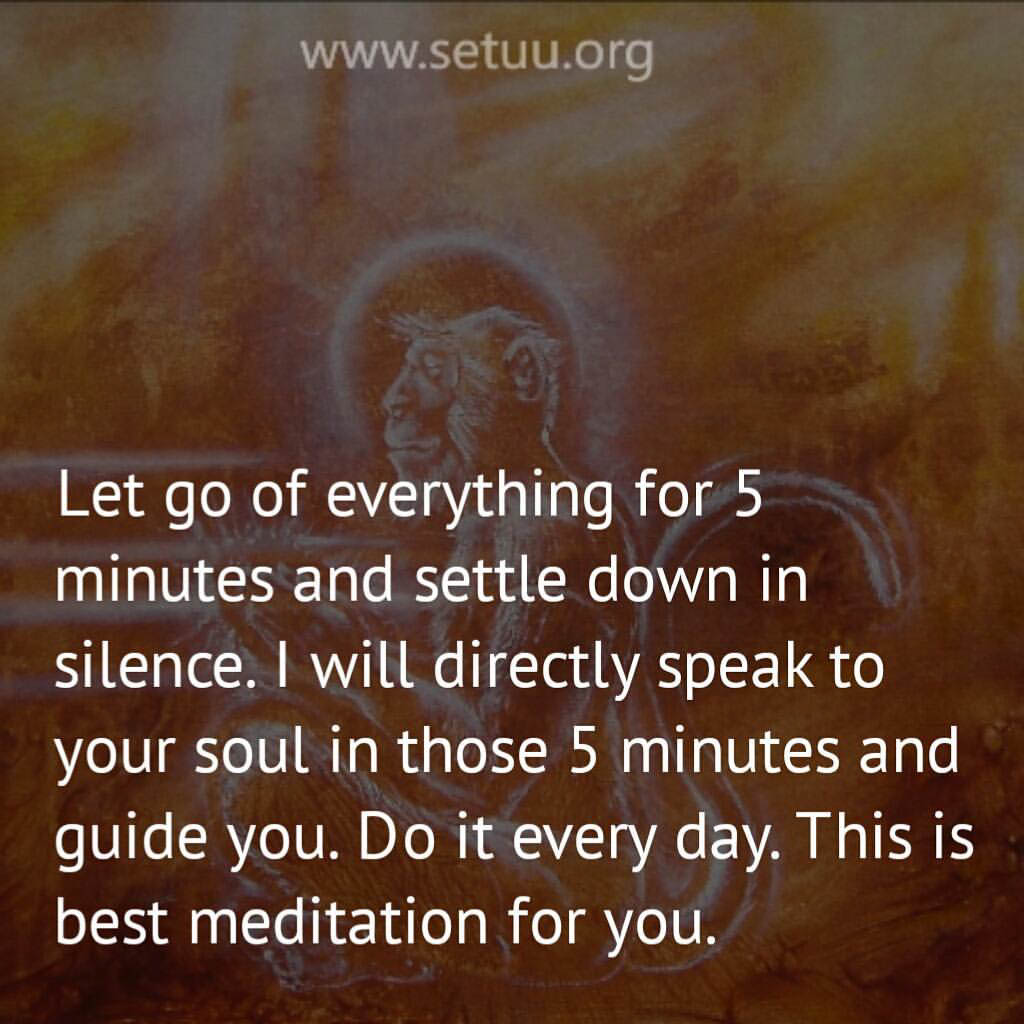 www.setuu.org
Let go of everything for 5
minutes and settle down in
silence. I will directly speak to
your soul in those 5 minutes and
guide you. Do it every day. This is
best meditation for you.